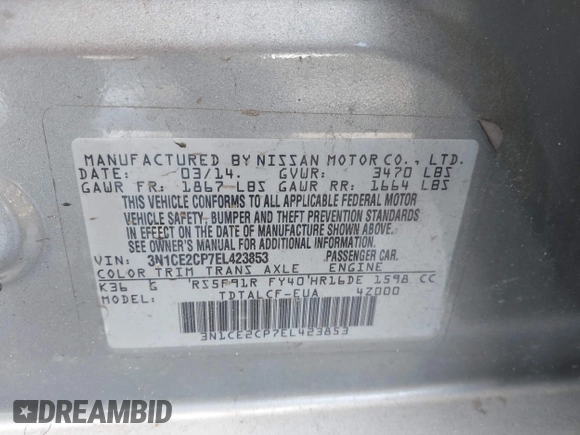 MANUFACTURED BY NISSAN MOTOR CO., LTD.
DATE: 03/14. GVWR: 3470 LBS
GAWR FR: 1867 LBS GAWR RR: 1664 LBS
THIS VEHICLE CONFORMS TO ALL APPLICABLE FEDERAL MOTOR
VEHICLE SAFETY, BUMPER AND THEFT PREVENTION STANDARDS
IN EFFECT ON THE DATE OF MANUFACTURE SHOWN ABOVE.
SEE OWNER'S MANUAL FOR ADDITIONAL INFORMATION
VIN: 3N1CE2CP7EL423853 PASSENGER CAR.
COLOR TRIM TRANS AXLE ENGINE
K36 G RS5F91R FY40 HR16DE 1598 CC
MODEL: TDTALCF-EUA 4Z000
3N1CE2CP7EL423853
DREAMBID